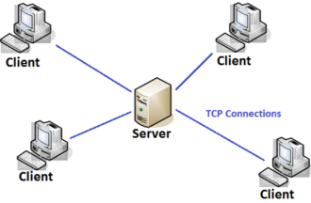 Client
Client
TCP Connections
Server
Client
Client